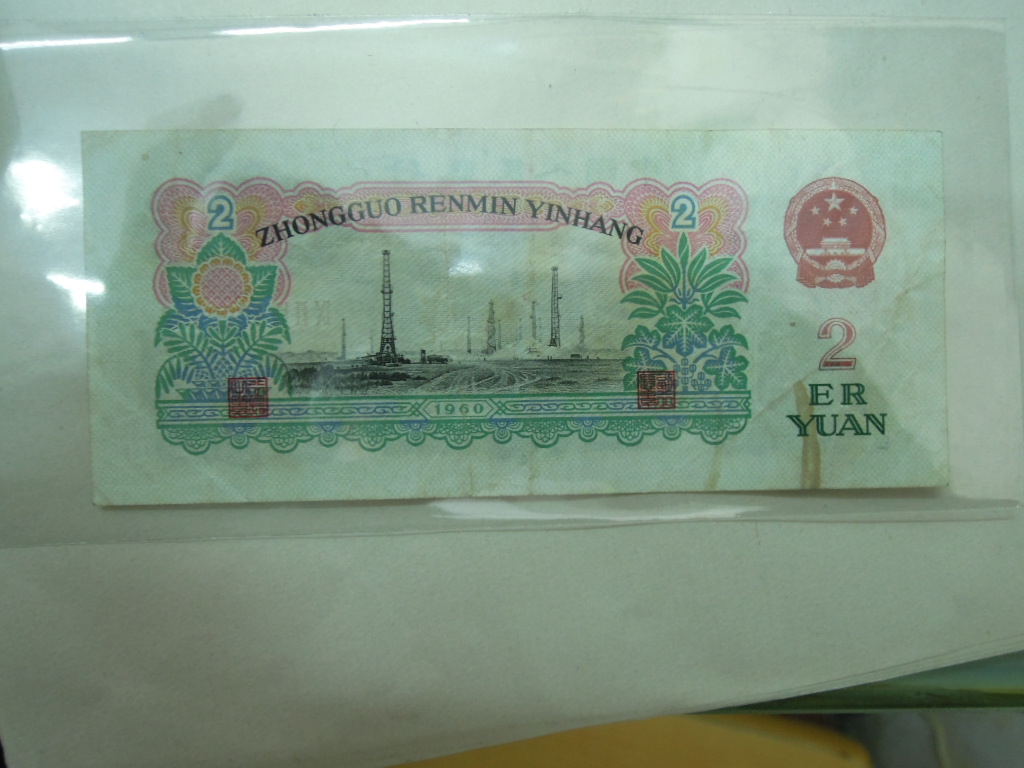 2
2
ZHONGGUO RENMIN YINHANG
2
ER
YUAN
1960